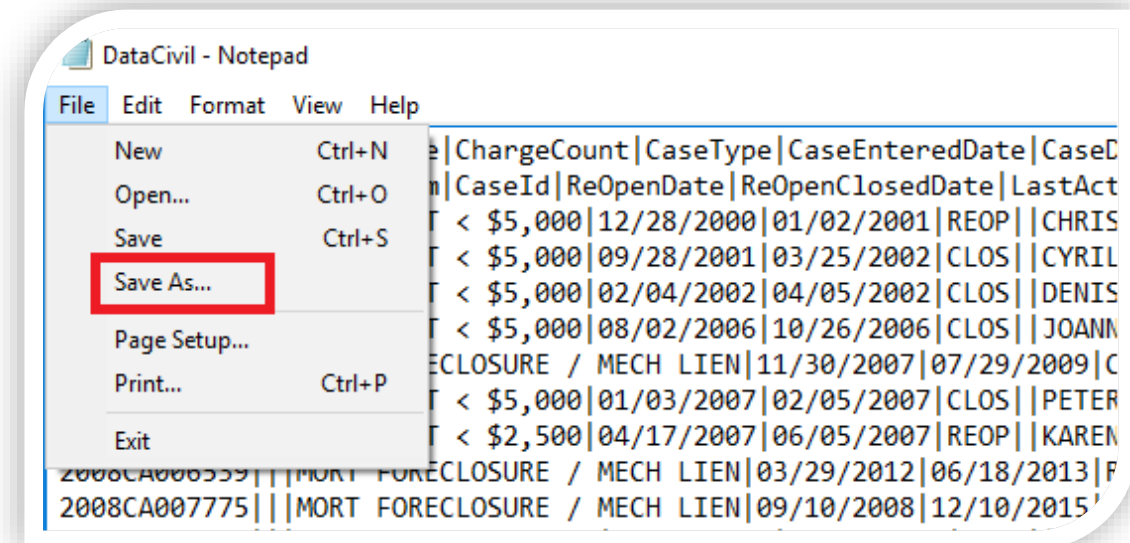 DataCivil - Notepad
File Edit Format View Help
New Ctrl+N
Open... Ctrl+O
Save Ctrl+S
Save As...
Page Setup...
Print... Ctrl+P
Exit
|ChargeCount|CaseType|CaseEnteredDate|CaseD
|CaseId|ReOpenDate|ReOpenClosedDate|LastAct
< $5,000|12/28/2000|01/02/2001|REOP||CHRIS
< $5,000|09/28/2001|03/25/2002|CLOS||CYRIL
< $5,000|02/04/2002|04/05/2002|CLOS||DENIS
< $5,000|08/02/2006|10/26/2006|CLOS||JOANN
ECLOSURE / MECH LIEN|11/30/2007|07/29/2009|C
< $5,000|01/03/2007|02/05/2007|CLOS||PETER
< $2,500|04/17/2007|06/05/2007|REOP||KAREN
2008CA006539|||MORT FORECLOSURE / MECH LIEN|03/29/2012|06/18/2013|R
2008CA007775|||MORT FORECLOSURE / MECH LIEN|09/10/2008|12/10/2015|